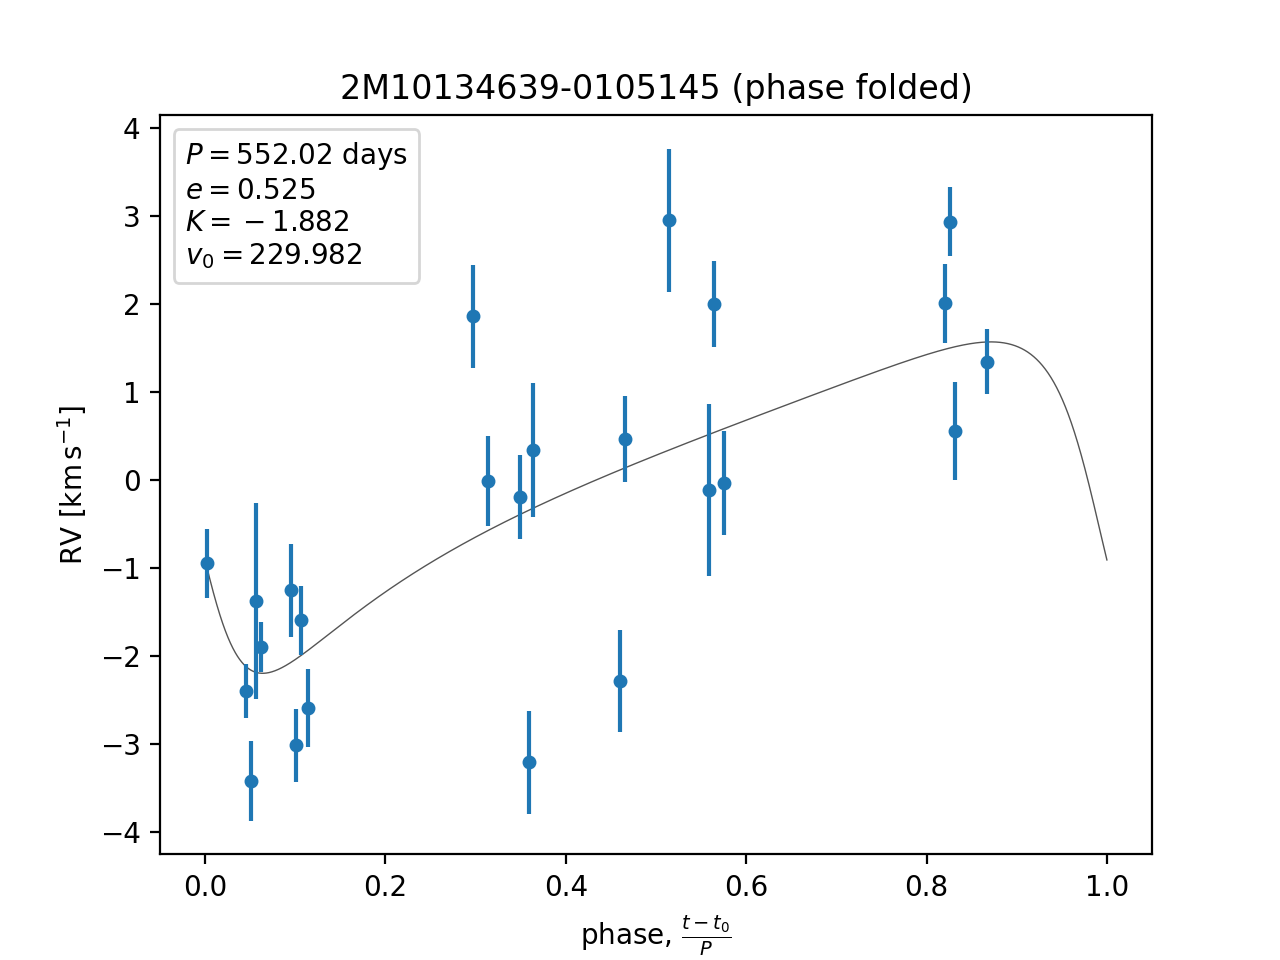 2M10134639-0105145 (phase folded)
P = 552.02 days
e = 0.525
K = −1.882
v₀ = 229.982
RV [km s⁻¹]
4
3
2
1
0
−1
−2
−3
−4
0.0 0.2 0.4 0.6 0.8 1.0
phase, (t − t₀)/P